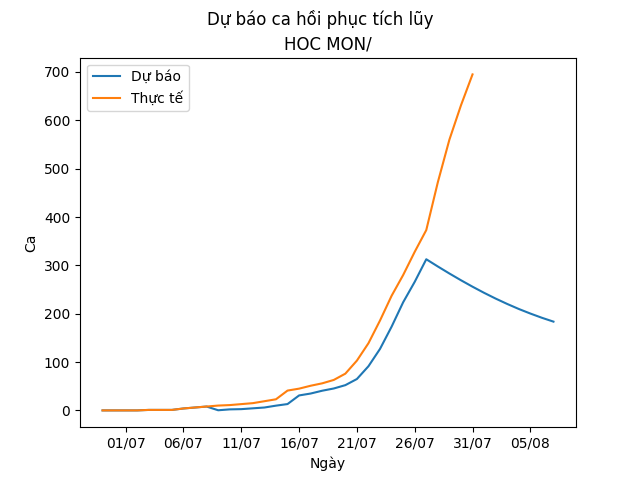 Dự báo ca hồi phục tích lũy
HOC MON/
Dự báo
Thực tế
Ca
700
600
500
400
300
200
100
0
01/07 06/07 11/07 16/07 21/07 26/07 31/07 05/08
Ngày